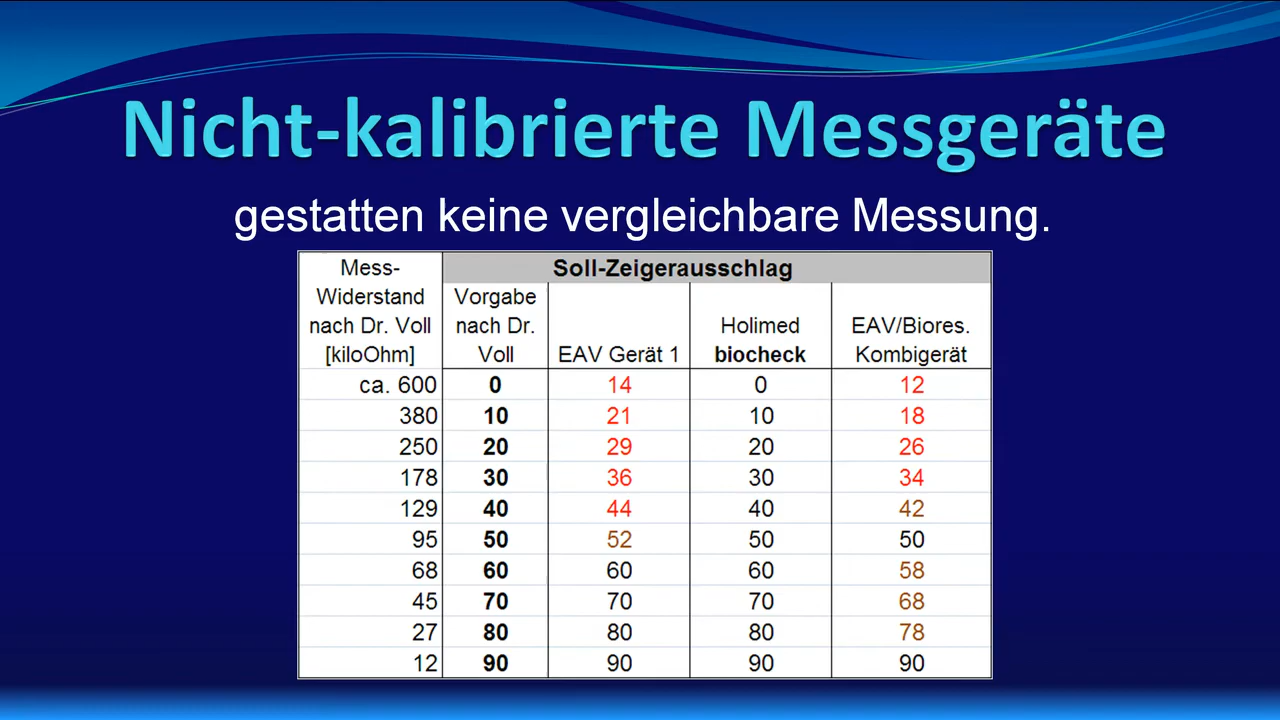 Nicht-kalibrierte Messgeräte
gestatten keine vergleichbare Messung.
Mess- Soll-Zeigerausschlag
Widerstand Vorgabe
nach Dr. Voll nach Dr. Holimed EAV/Biores.
[kiloOhm] Voll EAV Gerät 1 biocheck Kombigerät
ca. 600 0 14 0 12
380 10 21 10 18
250 20 29 20 26
178 30 36 30 34
129 40 44 40 42
95 50 52 50 50
68 60 60 60 58
45 70 70 70 68
27 80 80 80 78
12 90 90 90 90